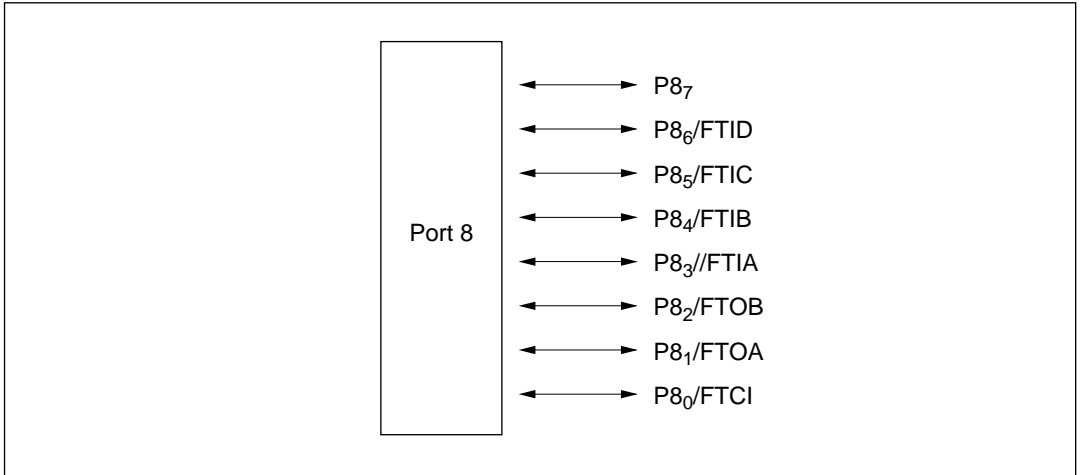 Port 8
P8₇
P8₆/FTID
P8₅/FTIC
P8₄/FTIB
P8₃//FTIA
P8₂/FTOB
P8₁/FTOA
P8₀/FTCI